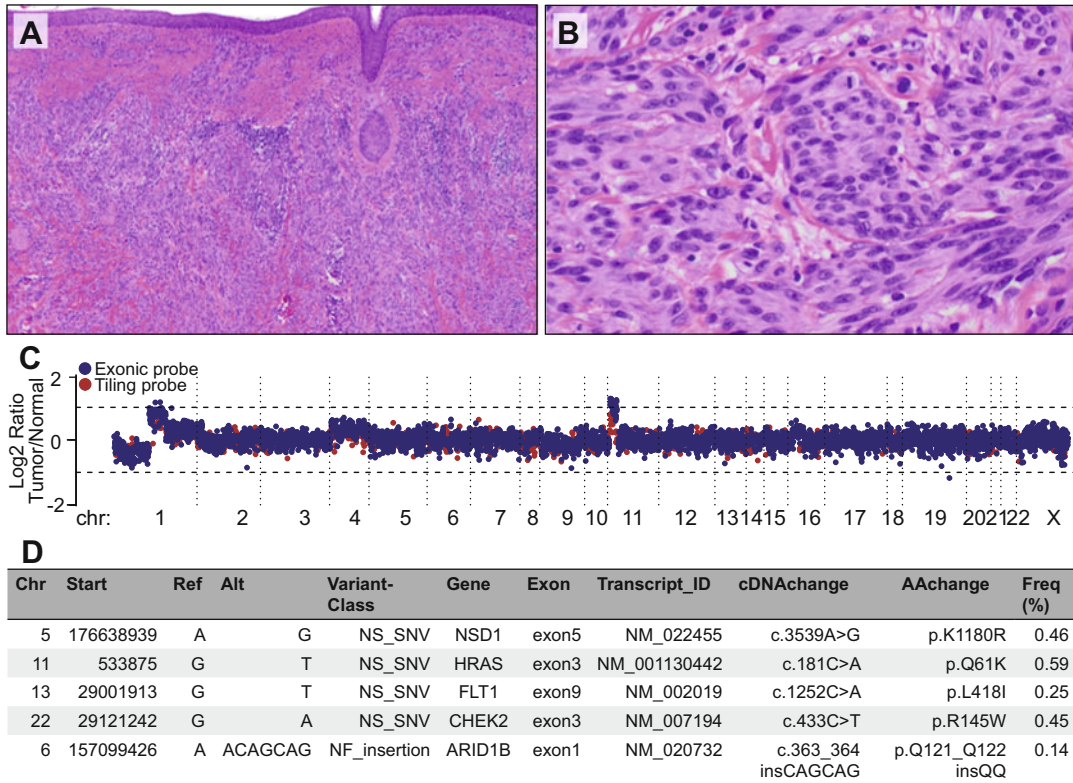 A
B
C
Exonic probe
Tiling probe
Log2 Ratio
Tumor/Normal
2
0
-2
chr: 1 2 3 4 5 6 7 8 9 10 11 12 13 14 15 16 17 18 19 20 21 22 X
D
Chr Start Ref Alt Variant-Class Gene Exon Transcript_ID cDNAchange AAchange Freq (%)
5 176638939 A G NS_SNV NSD1 exon5 NM_022455 c.3539A>G p.K1180R 0.46
11 533875 G T NS_SNV HRAS exon3 NM_001130442 c.181C>A p.Q61K 0.59
13 29001913 G T NS_SNV FLT1 exon9 NM_002019 c.1252C>A p.L418I 0.25
22 29121242 G A NS_SNV CHEK2 exon3 NM_007194 c.433C>T p.R145W 0.45
6 157099426 A ACAGCAG NF_insertion ARID1B exon1 NM_020732 c.363_364 p.Q121_Q122 0.14
insCAGCAG insQQ